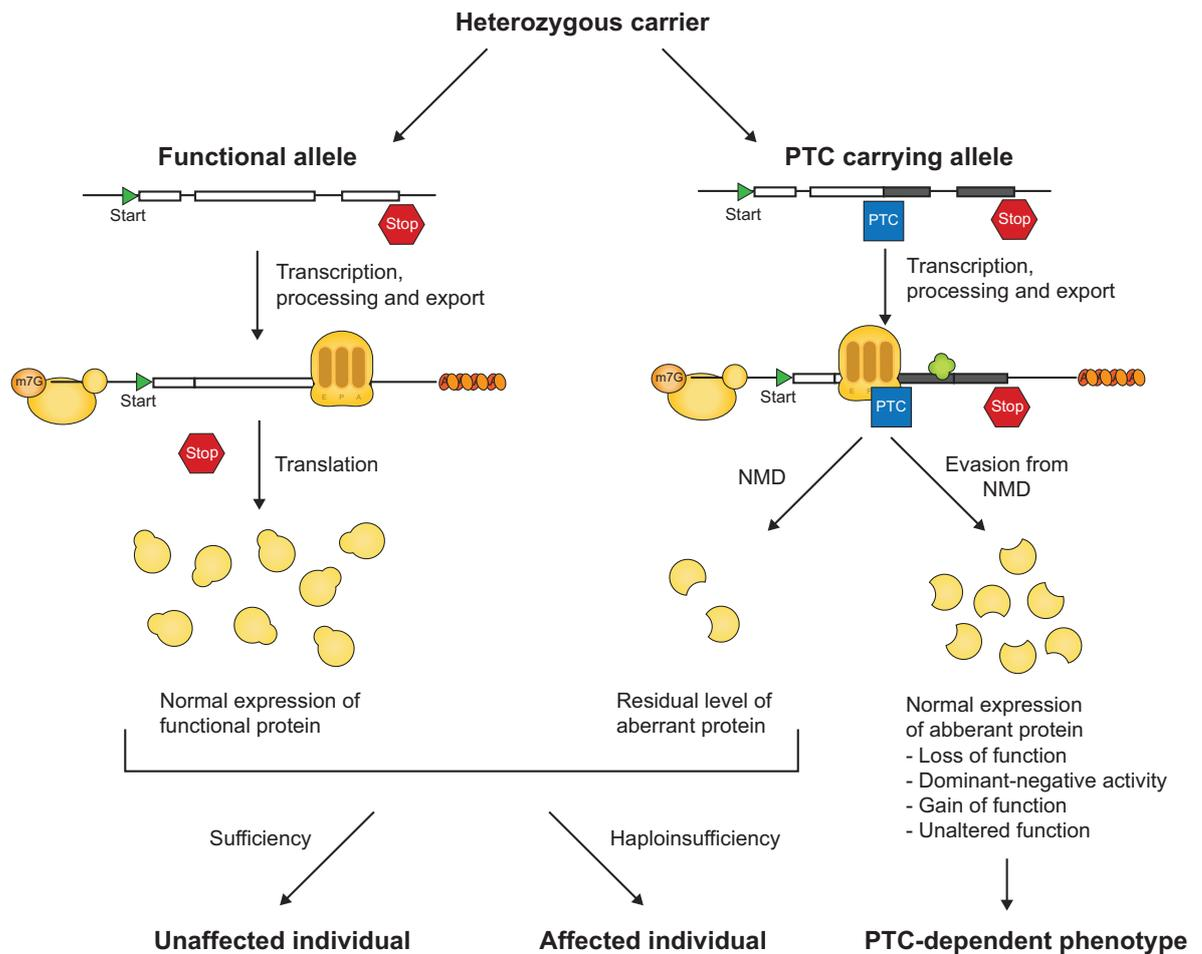 Heterozygous carrier
Functional allele
PTC carrying allele
Start
Stop
Start
PTC
Stop
Transcription,
processing and export
Transcription,
processing and export
m7G
Start
E P A
A A A A A
Stop
m7G
Start
E P A
PTC
Stop
A A A A A
Translation
NMD
Evasion from
NMD
Normal expression of
functional protein
Residual level of
aberrant protein
Normal expression
of abberant protein
- Loss of function
- Dominant-negative activity
- Gain of function
- Unaltered function
Sufficiency
Haploinsufficiency
Unaffected individual
Affected individual
PTC-dependent phenotype